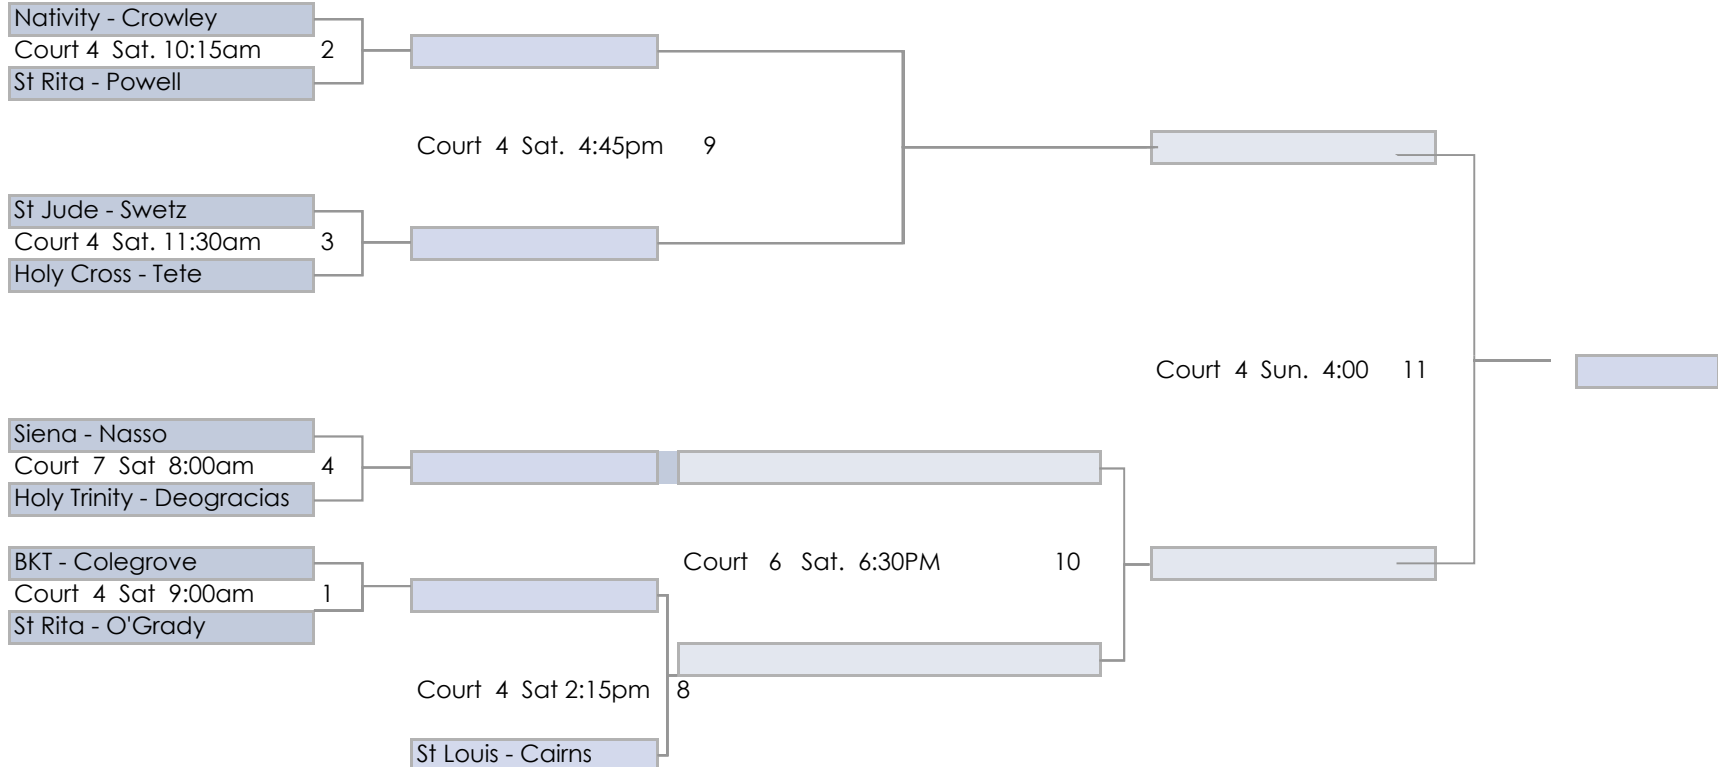 Nativity - Crowley
Court 4 Sat. 10:15am 2
St Rita - Powell
Court 4 Sat. 4:45pm 9
St Jude - Swetz
Court 4 Sat. 11:30am 3
Holy Cross - Tete
Court 4 Sun. 4:00 11
Siena - Nasso
Court 7 Sat 8:00am 4
Holy Trinity - Deogracias
BKT - Colegrove
Court 6 Sat. 6:30PM 10
Court 4 Sat 9:00am 1
St Rita - O'Grady
Court 4 Sat 2:15pm 8
St Louis - Cairns